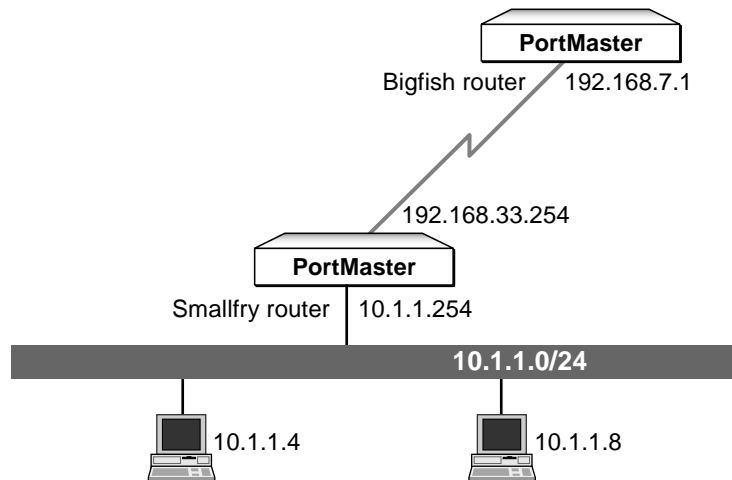 PortMaster
Bigfish router
192.168.7.1
192.168.33.254
PortMaster
Smallfry router
10.1.1.254
10.1.1.0/24
10.1.1.4
10.1.1.8